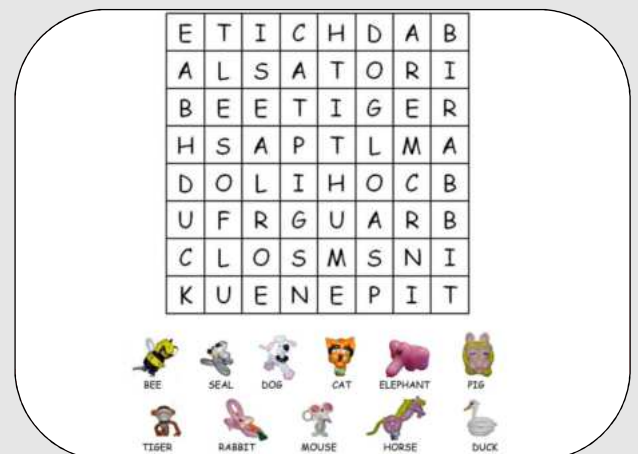 E T I C H D A B
A L S A T O R I
B E E T I G E R
H S A P T L M A
D O L I H O C B
U F R G U A R B
C L O S M S N I
K U E N E P I T
BEE SEAL DOG CAT ELEPHANT PIG
TIGER RABBIT MOUSE HORSE DUCK